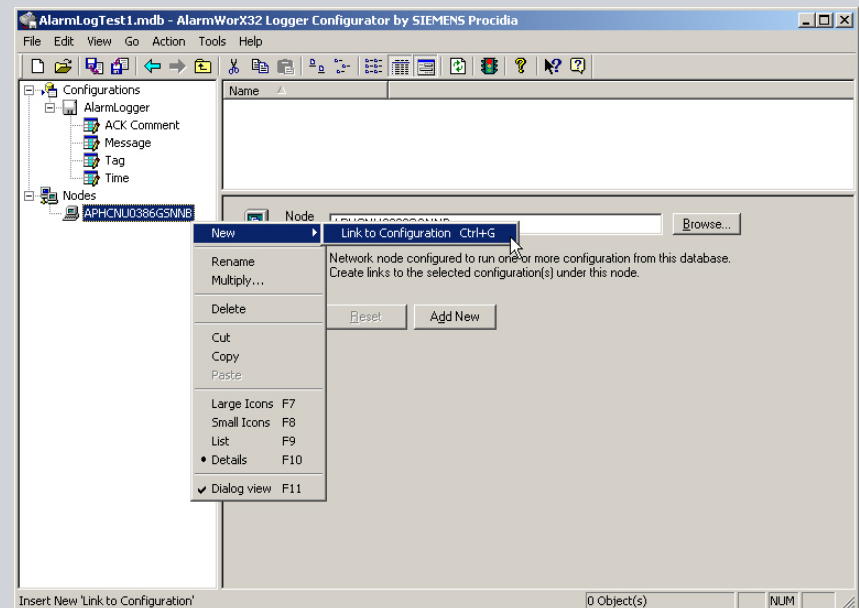 AlarmLogTest1.mdb - AlarmWorX32 Logger Configurator by SIEMENS Procidia
File Edit View Go Action Tools Help
Configurations
AlarmLogger
ACK Comment
Message
Tag
Time
Nodes
APHCNU0386G5NNB
Name
Node
Browse...
Network node configured to run one or more configuration from this database.
Create links to the selected configuration(s) under this node.
Reset
Add New
New
Link to Configuration Ctrl+G
Rename
Multiply...
Delete
Cut
Copy
Paste
Large Icons F7
Small Icons F8
List F9
Details F10
Dialog view F11
Insert New 'Link to Configuration'
0 Object(s)
NUM